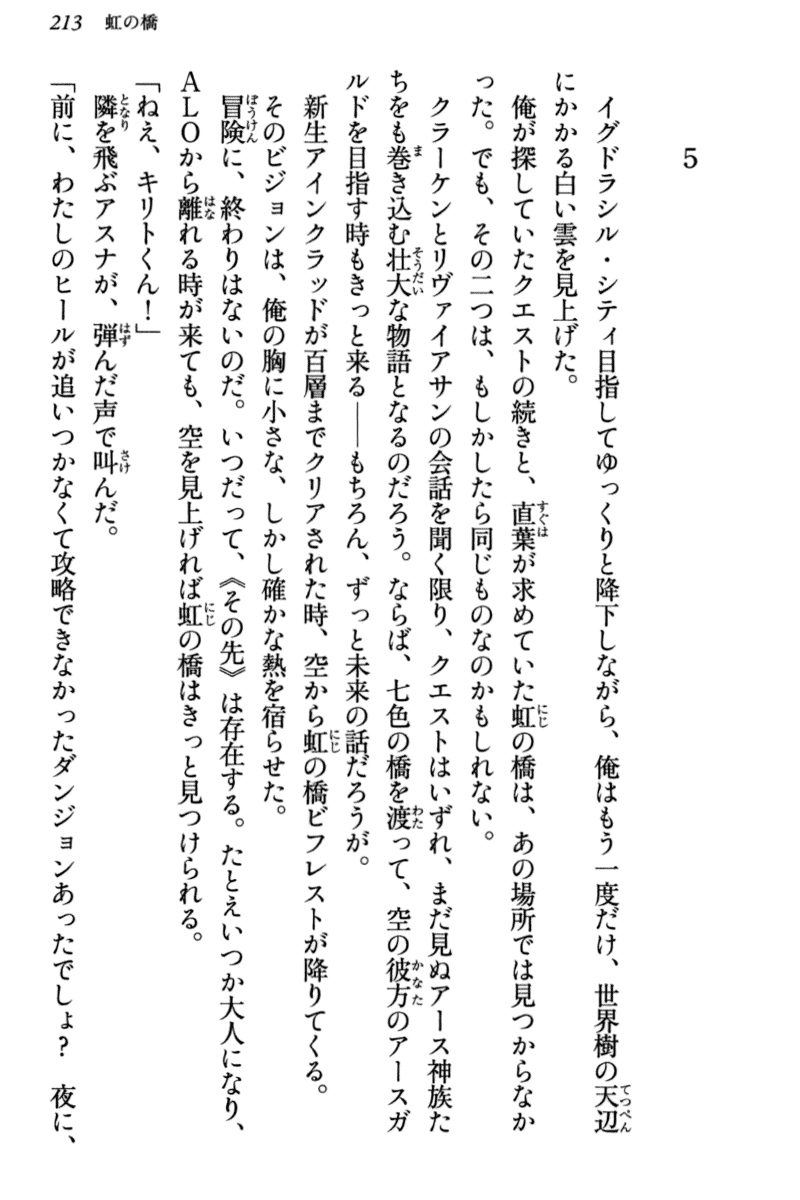 213 虹の橋
5
イグドラシル・シティ目指してゆっくりと降下しながら、俺はもう一度だけ、世界樹の天辺
にかかる白い雲を見上げた。
俺が探していたクエストの続きと、直葉が求めていた虹の橋は、あの場所では見つからなか
った。でも、その二つは、もしかしたら同じものなのかもしれない。
クラーケンとリヴァイアサンの会話を聞く限り、クエストはいずれ、まだ見ぬアース神族た
ちをも巻き込む壮大な物語となるのだろう。ならば、七色の橋を渡って、空の彼方のアースガ
ルドを目指す時もきっと来る――もちろん、ずっと未来の話だろうが。
新生アインクラッドが百層までクリアされた時、空から虹の橋ビフレストが降りてくる。
そのビジョンは、俺の胸に小さな、しかし確かな熱を宿らせた。
冒険に、終わりはないのだ。いつだって、《その先》は存在する。たとえいつか大人になり、
ALOから離れる時が来ても、空を見上げれば虹の橋はきっと見つけられる。
「ねえ、キリトくん!」
隣を飛ぶアスナが、弾んだ声で叫んだ。
「前に、わたしのヒールが追いつかなくて攻略できなかったダンジョンあったでしょ? 夜に、